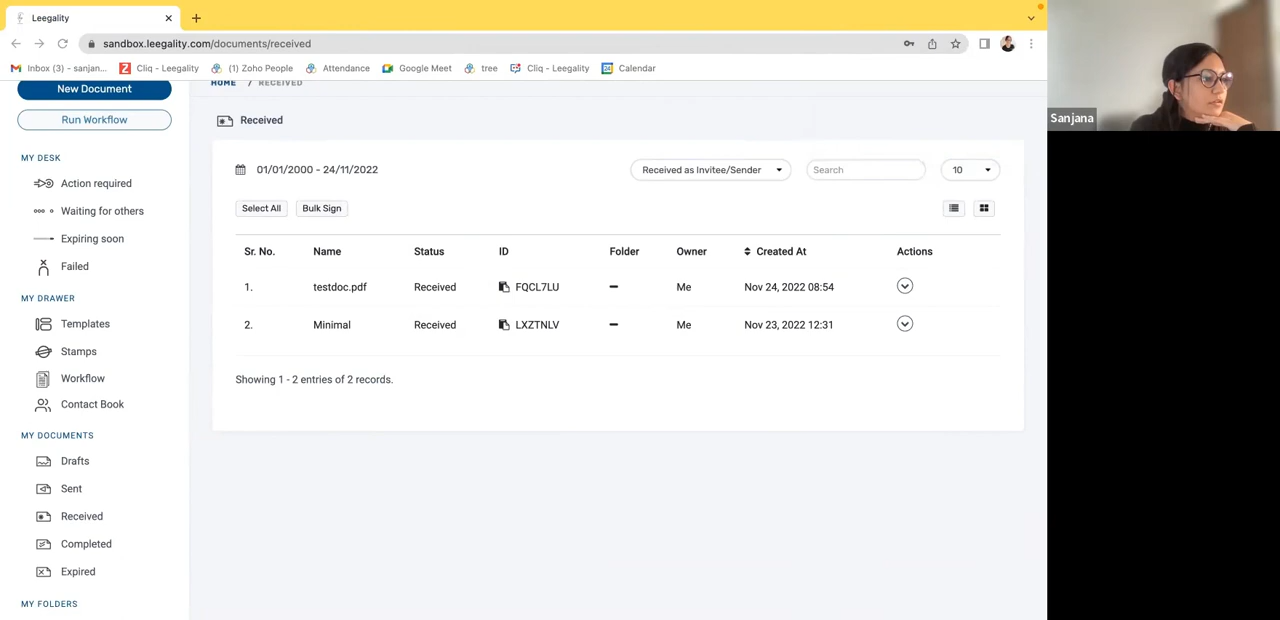 Leegality
sandbox.leegality.com/documents/received
Inbox (3) - sanjan... Cliq - Leegality (1) Zoho People Attendance Google Meet tree Cliq - Leegality Calendar
New Document
HOME / RECEIVED
Run Workflow
Received
Sanjana
MY DESK
Action required
Waiting for others
Expiring soon
Failed
MY DRAWER
Templates
Stamps
Workflow
Contact Book
MY DOCUMENTS
Drafts
Sent
Received
Completed
Expired
MY FOLDERS
01/01/2000 - 24/11/2022 Received as Invitee/Sender Search 10
Select All Bulk Sign
Sr. No. Name Status ID Folder Owner Created At Actions
1. testdoc.pdf Received FQCL7LU – Me Nov 24, 2022 08:54
2. Minimal Received LXZTNLV – Me Nov 23, 2022 12:31
Showing 1 - 2 entries of 2 records.